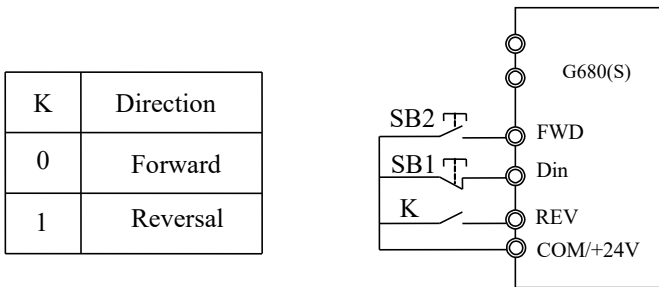 K Direction
0 Forward
1 Reversal
G680(S)
SB2 FWD
SB1 Din
K REV
COM/+24V